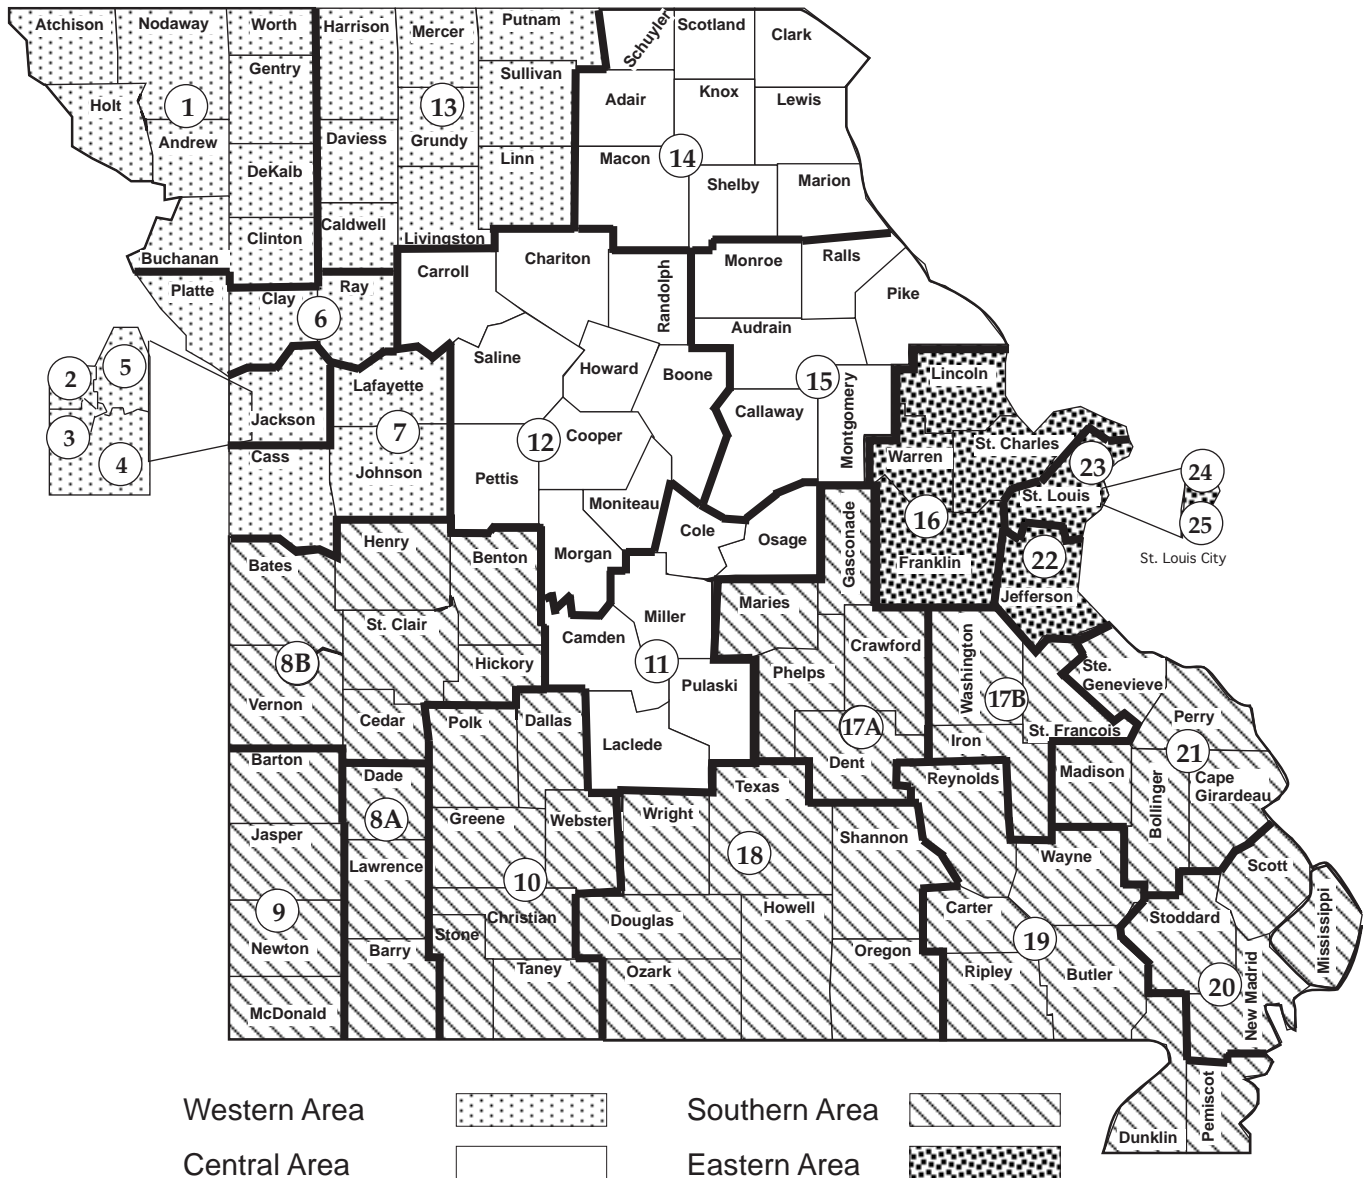 Atchison
Nodaway
Worth
Harrison
Mercer
Putnam
Schuyler
Scotland
Clark
Gentry
Sullivan
Holt
1
13
Adair
Knox
Lewis
Andrew
Daviess
Grundy
Linn
Macon
14
DeKalb
Shelby
Marion
Clinton
Caldwell
Livingston
Buchanan
Chariton
Carroll
Randolph
Monroe
Ralls
Platte
Clay
Ray
Pike
6
Audrain
5
2
Saline
Howard
Boone
Lincoln
Lafayette
15
Jackson
7
Callaway
Montgomery
3
4
12
Cooper
St. Charles
Cass
Johnson
Warren
23
24
Pettis
St. Louis
Moniteau
16
25
Henry
Benton
Morgan
Cole
Osage
Gasconade
Franklin
22
St. Louis City
Bates
Maries
Jefferson
St. Clair
Camden
Miller
Crawford
Washington
8B
Hickory
11
Phelps
Ste.
Genevieve
Vernon
Pulaski
17B
Cedar
Polk
Dallas
17A
St. Francois
Perry
Laclede
Iron
21
Barton
Dade
Dent
Reynolds
Madison
Bollinger
Cape
Girardeau
Texas
8A
Greene
Webster
Wright
Jasper
Shannon
18
Wayne
Lawrence
Scott
10
9
Christian
Douglas
Howell
Carter
Stoddard
Mississippi
Stone
19
Newton
Barry
Taney
Ozark
Oregon
Ripley
Butler
20
New Madrid
McDonald
Pemiscot
Dunklin
Western Area
Southern Area
Central Area
Eastern Area